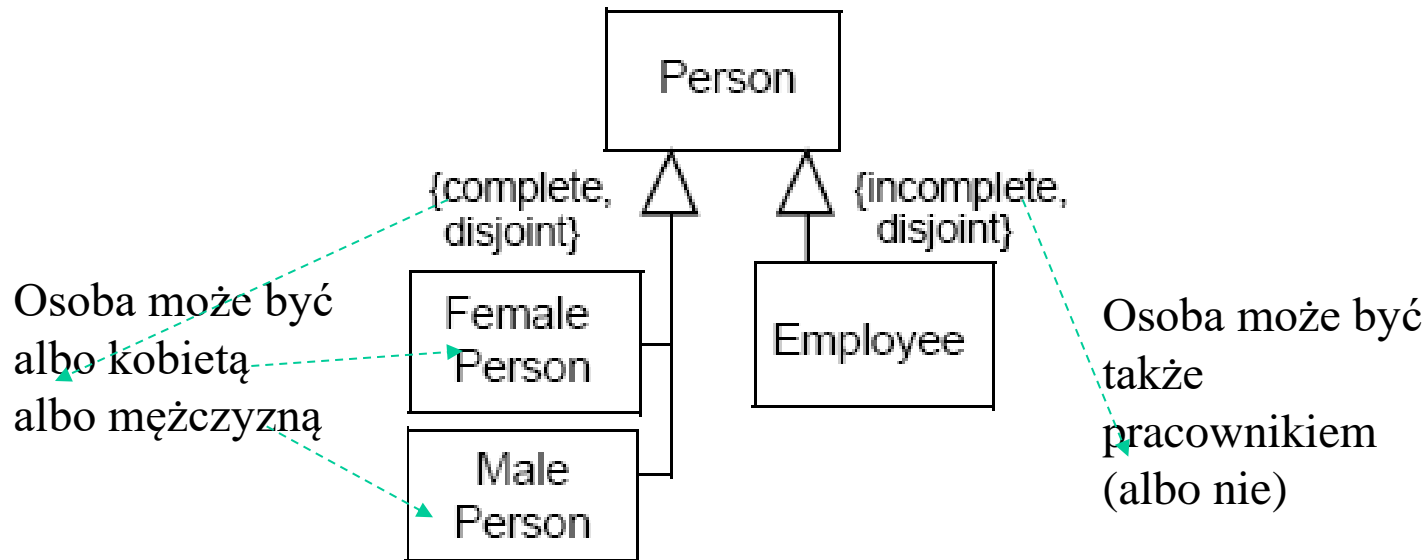 Person
{complete,
disjoint}
{incomplete,
disjoint}
Osoba może być
albo kobietą
albo mężczyzną
Female
Person
Male
Person
Employee
Osoba może być
także
pracownikiem
(albo nie)